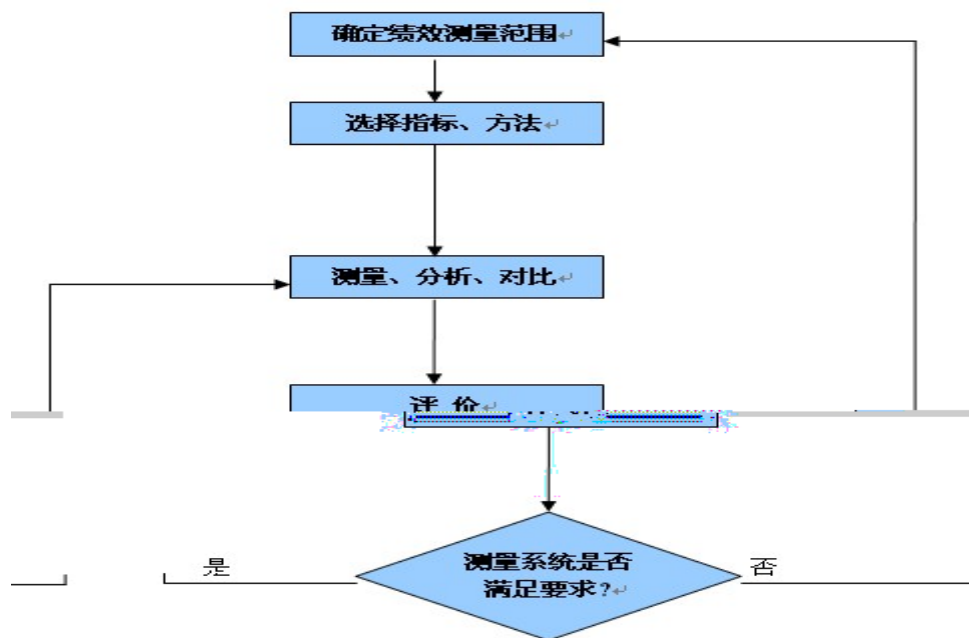 确定绩效测量范围
选择指标、方法
测量、分析、对比
评 价
测量系统是否
满足要求?
是
否